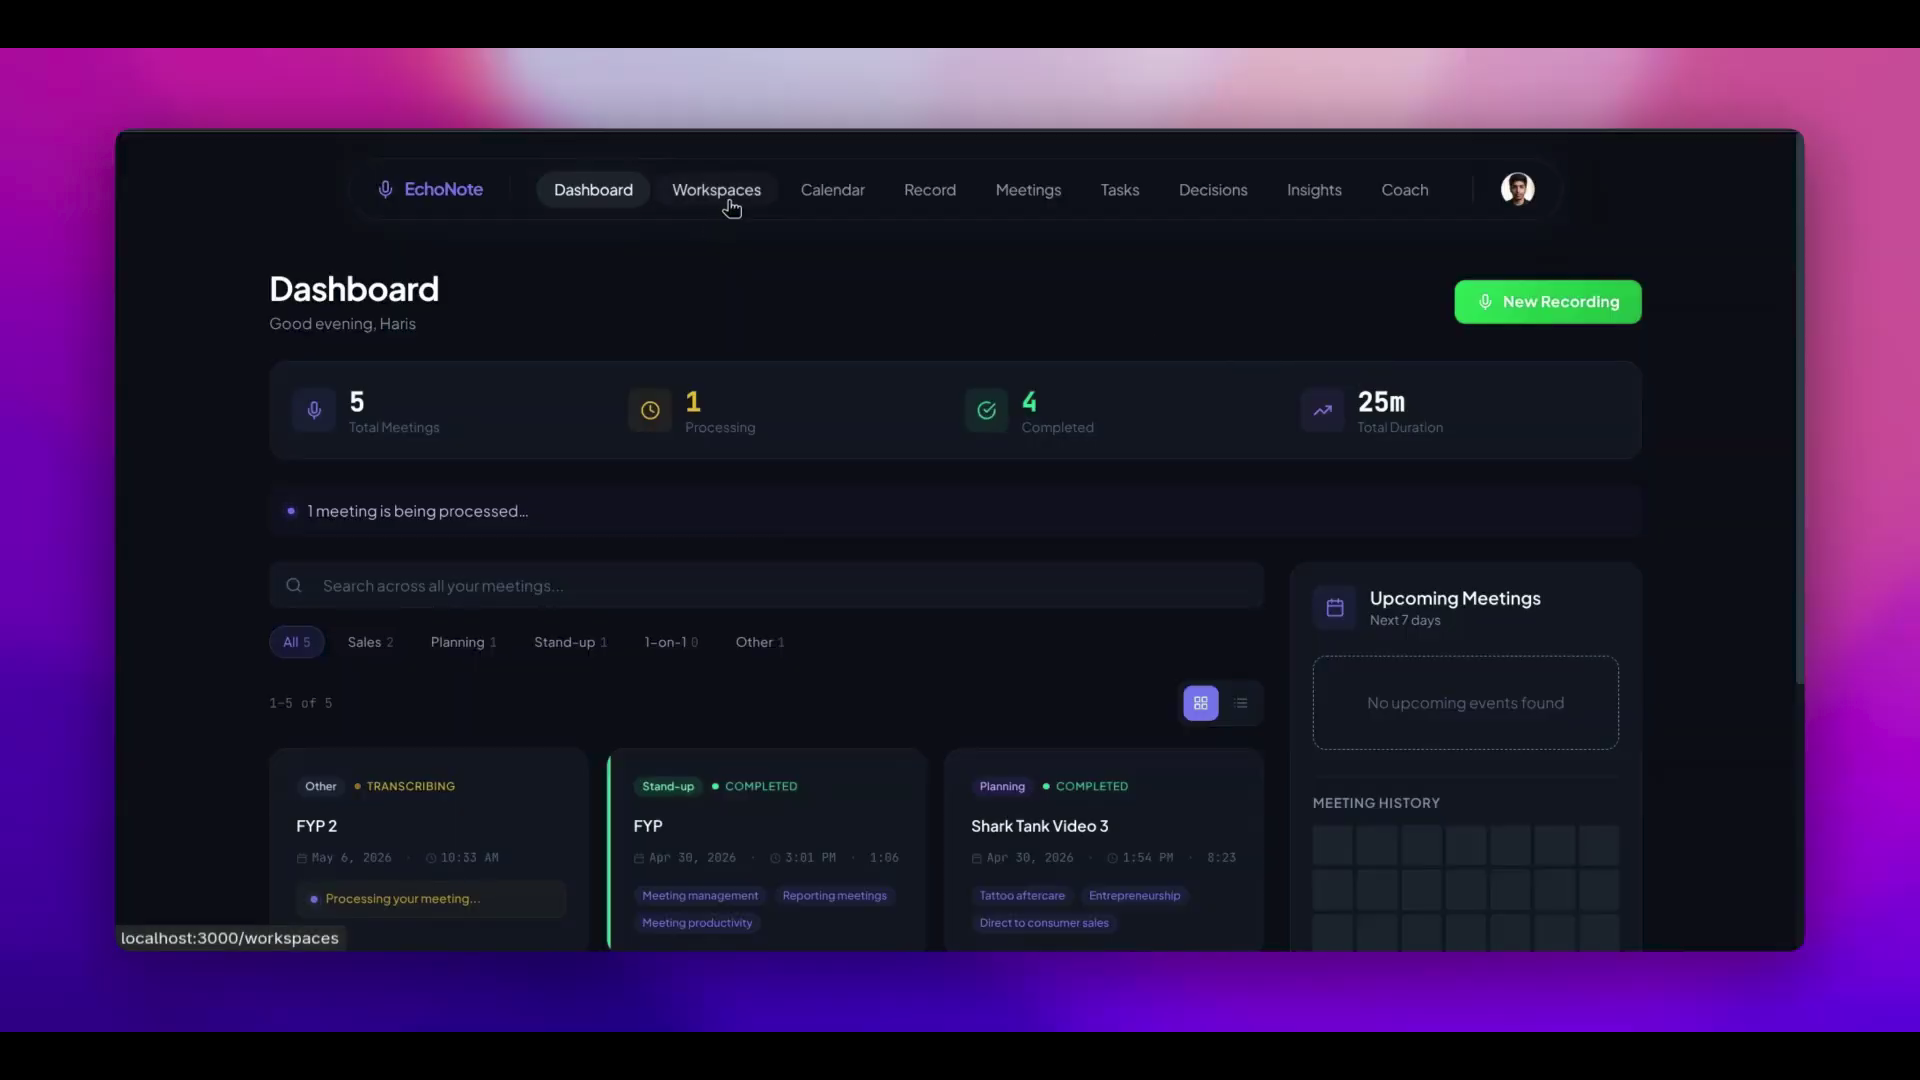 EchoNote Dashboard Workspaces Calendar Record Meetings Tasks Decisions Insights Coach
Dashboard
Good evening, Haris
New Recording
5
Total Meetings
1
Processing
4
Completed
25m
Total Duration
1 meeting is being processed...
Search across all your meetings...
All 5 Sales 2 Planning 1 Stand-up 1 1-on-1 0 Other 1
1-5 of 5
Other TRANSCRIBING
FYP 2
May 6, 2026 · 10:33 AM
Processing your meeting...
Stand-up COMPLETED
FYP
Apr 30, 2026 · 3:01 PM · 1:06
Meeting management Reporting meetings
Meeting productivity
Planning COMPLETED
Shark Tank Video 3
Apr 30, 2026 · 1:54 PM · 8:23
Tattoo aftercare Entrepreneurship
Direct to consumer sales
Upcoming Meetings
Next 7 days
No upcoming events found
MEETING HISTORY
localhost:3000/workspaces